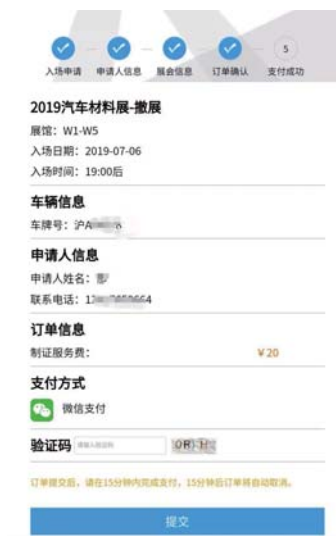 5
入场申请 申请人信息 展会信息 订单确认 支付成功
2019汽车材料展-撤展
展馆：W1-W5
入场日期：2019-07-06
入场时间：19:00后
车辆信息
车牌号：沪A
申请人信息
申请人姓名：
联系电话：
订单信息
制证服务费： ¥20
支付方式
微信支付
验证码 请输入验证码
订单提交后，请在15分钟内完成支付，15分钟后订单将自动取消。
提交